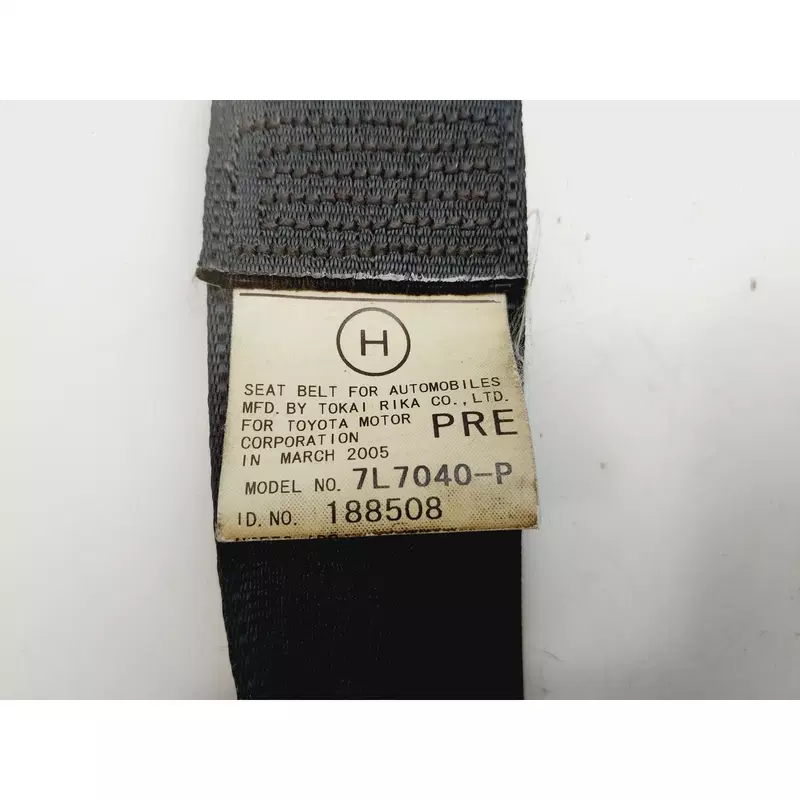 H
SEAT BELT FOR AUTOMOBILES
MFD. BY TOKAI RIKA CO., LTD.
FOR TOYOTA MOTOR
CORPORATION PRE
IN MARCH 2005
MODEL NO. 7L7040-P
ID. NO. 188508